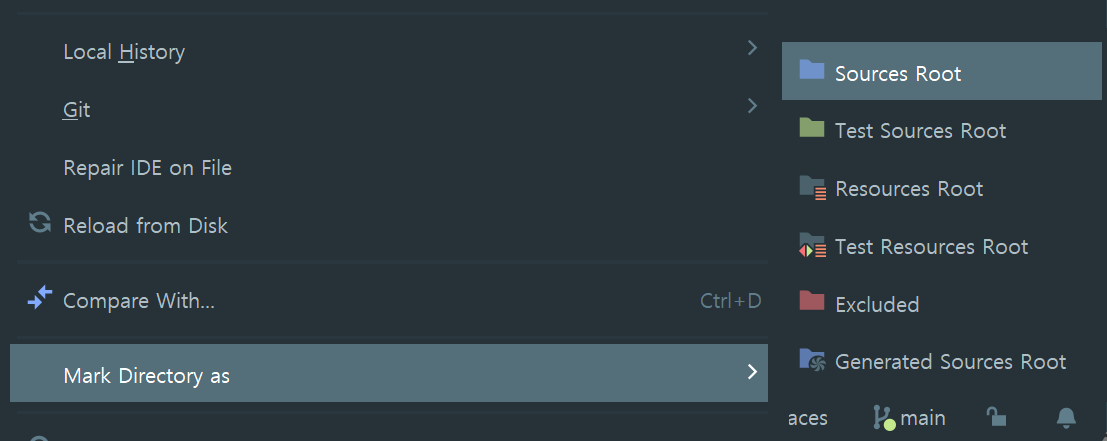 Local History
Git
Repair IDE on File
Reload from Disk
Compare With... Ctrl+D
Mark Directory as
Sources Root
Test Sources Root
Resources Root
Test Resources Root
Excluded
Generated Sources Root
aces main